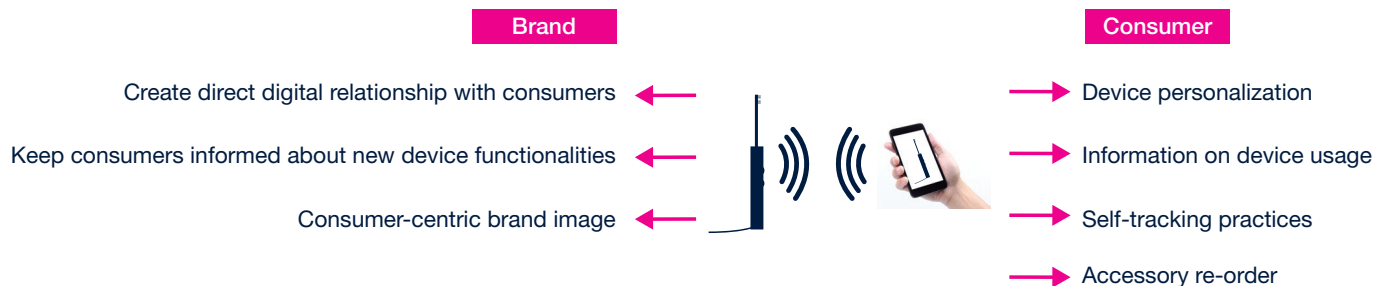 Brand
Consumer
Create direct digital relationship with consumers
Device personalization
Keep consumers informed about new device functionalities
Information on device usage
Consumer-centric brand image
Self-tracking practices
Accessory re-order